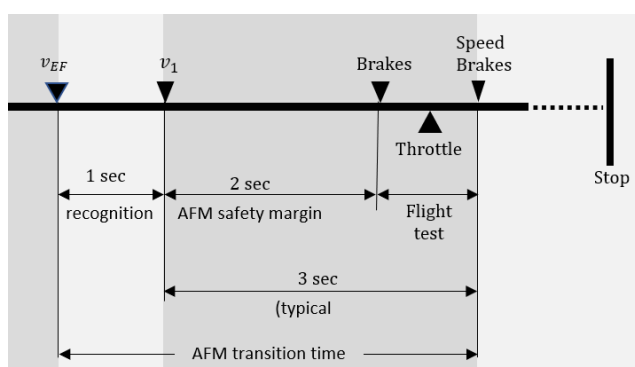 Speed
v_EF v_1 Brakes Brakes
Throttle
Stop
1 sec
2 sec
recognition AFM safety margin Flight
test
3 sec
(typical
AFM transition time